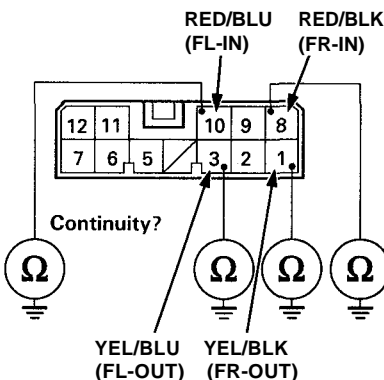 RED/BLU RED/BLK
(FL-IN) (FR-IN)
12 11 10 9 8
7 6 5 3 2 1
Continuity?
Ω Ω Ω
YEL/BLU YEL/BLK
(FL-OUT) (FR-OUT)